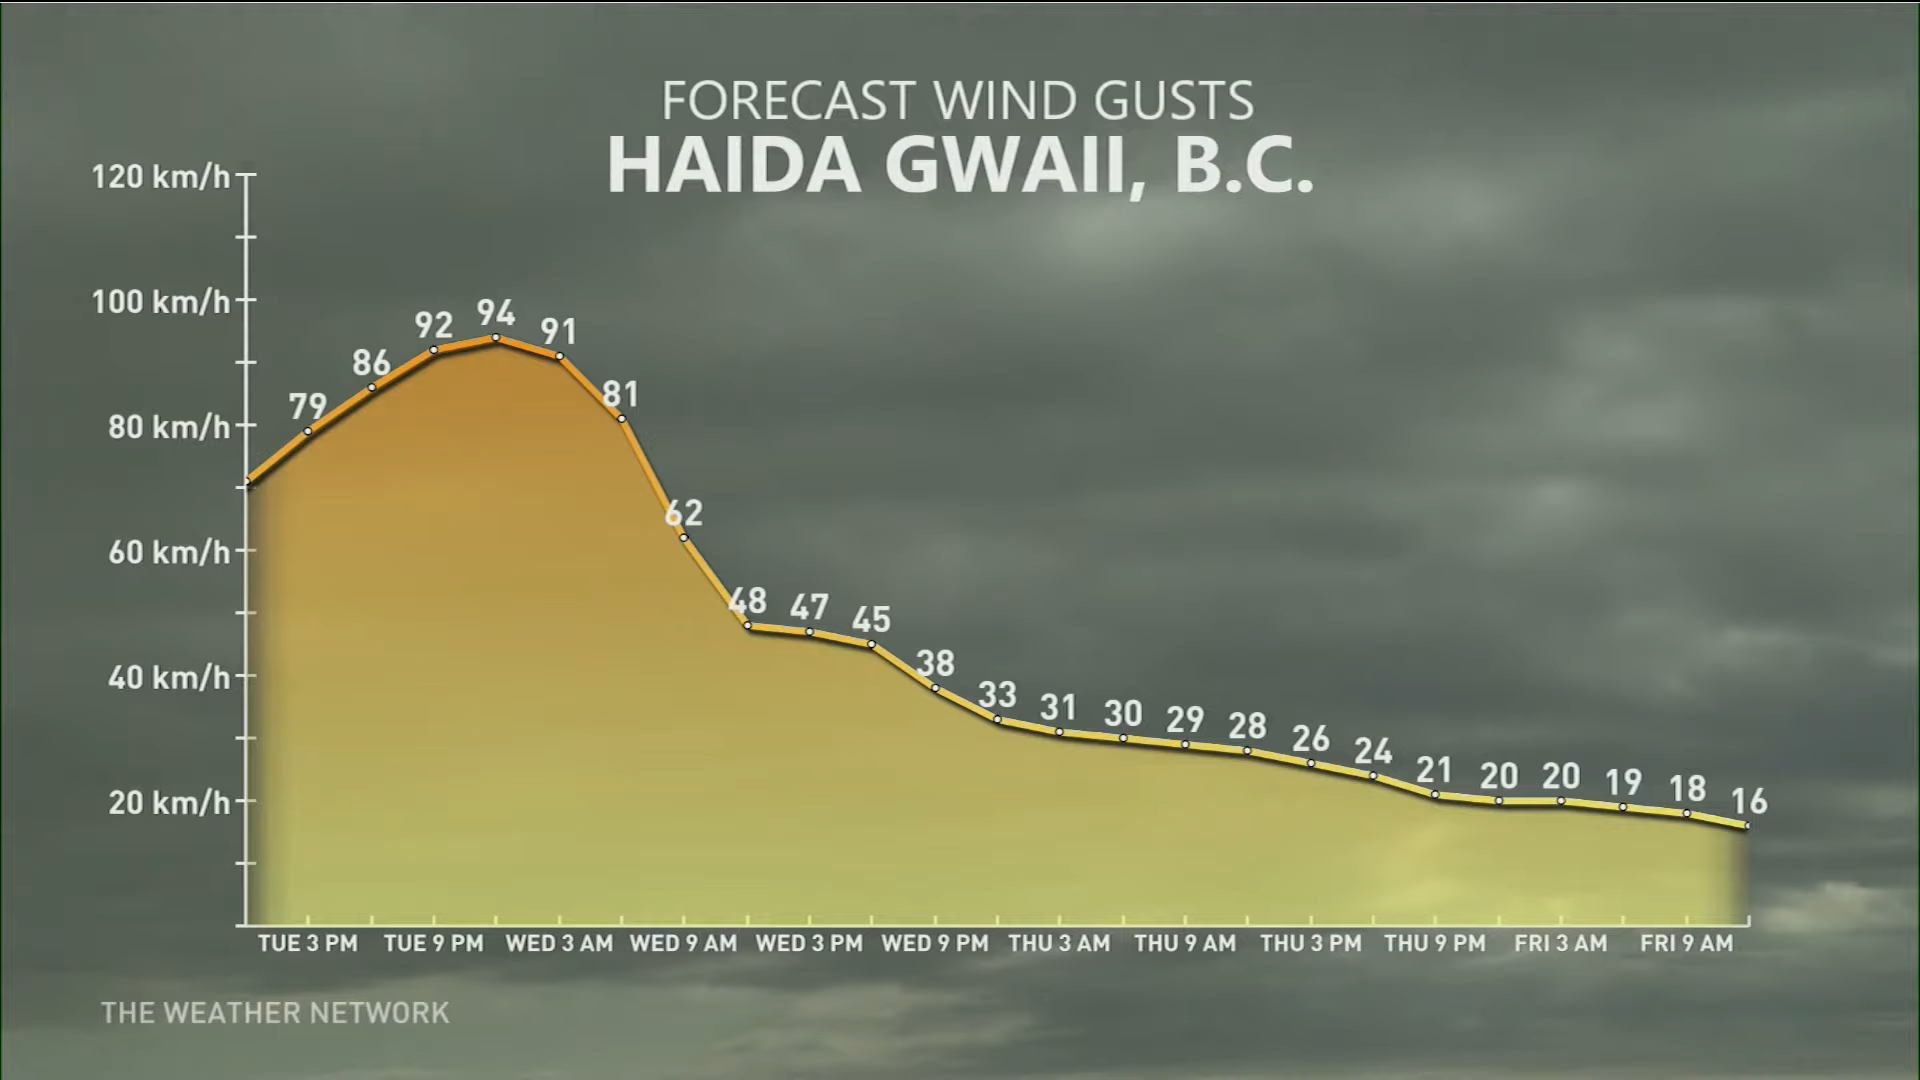 FORECAST WIND GUSTS
HAIDA GWAII, B.C.
120 km/h
100 km/h
80 km/h
60 km/h
40 km/h
20 km/h
79
86
92
94
91
81
62
48
47
45
38
33
31
30
29
28
26
24
21
20
20
19
18
16
TUE 3 PM TUE 9 PM WED 3 AM WED 9 AM WED 3 PM WED 9 PM THU 3 AM THU 9 AM THU 3 PM THU 9 PM FRI 3 AM FRI 9 AM
THE WEATHER NETWORK